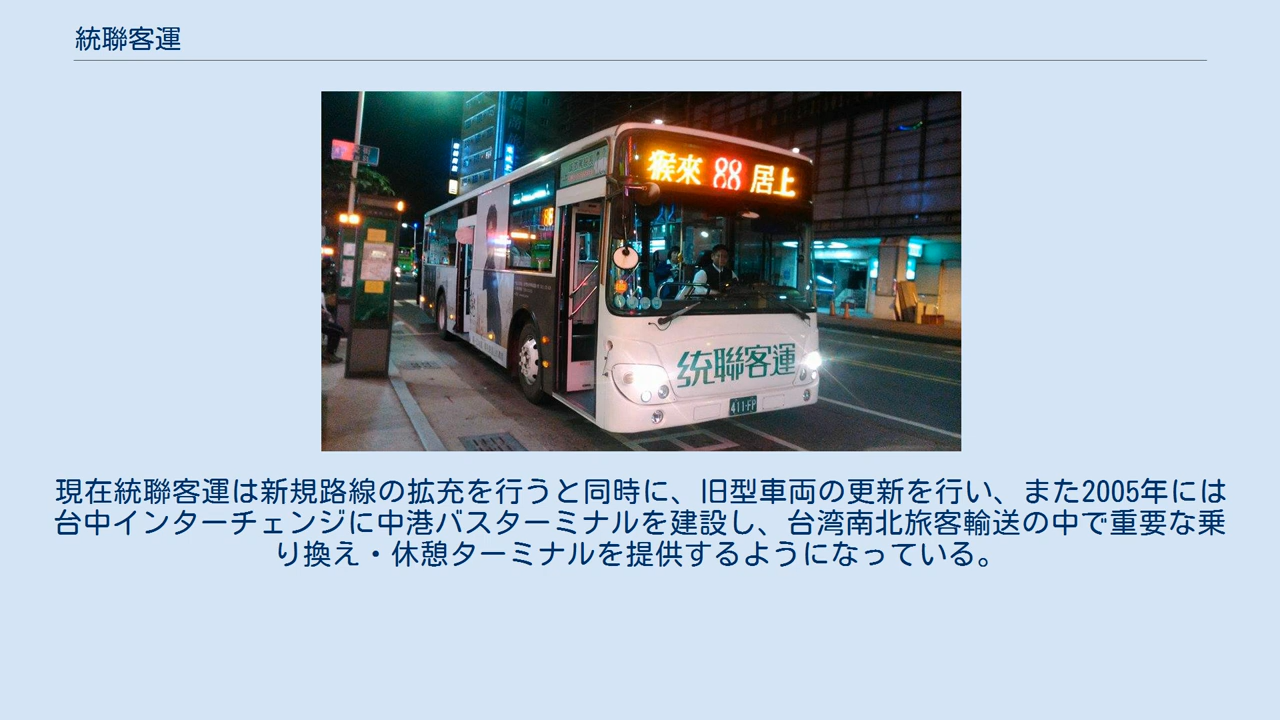 統聯客運
猴來 88 居上
統聯客運
411-FP
現在統聯客運は新規路線の拡充を行うと同時に、旧型車両の更新を行い、また2005年には
台中インターチェンジに中港バスターミナルを建設し、台湾南北旅客輸送の中で重要な乗
り換え・休憩ターミナルを提供するようになっている。